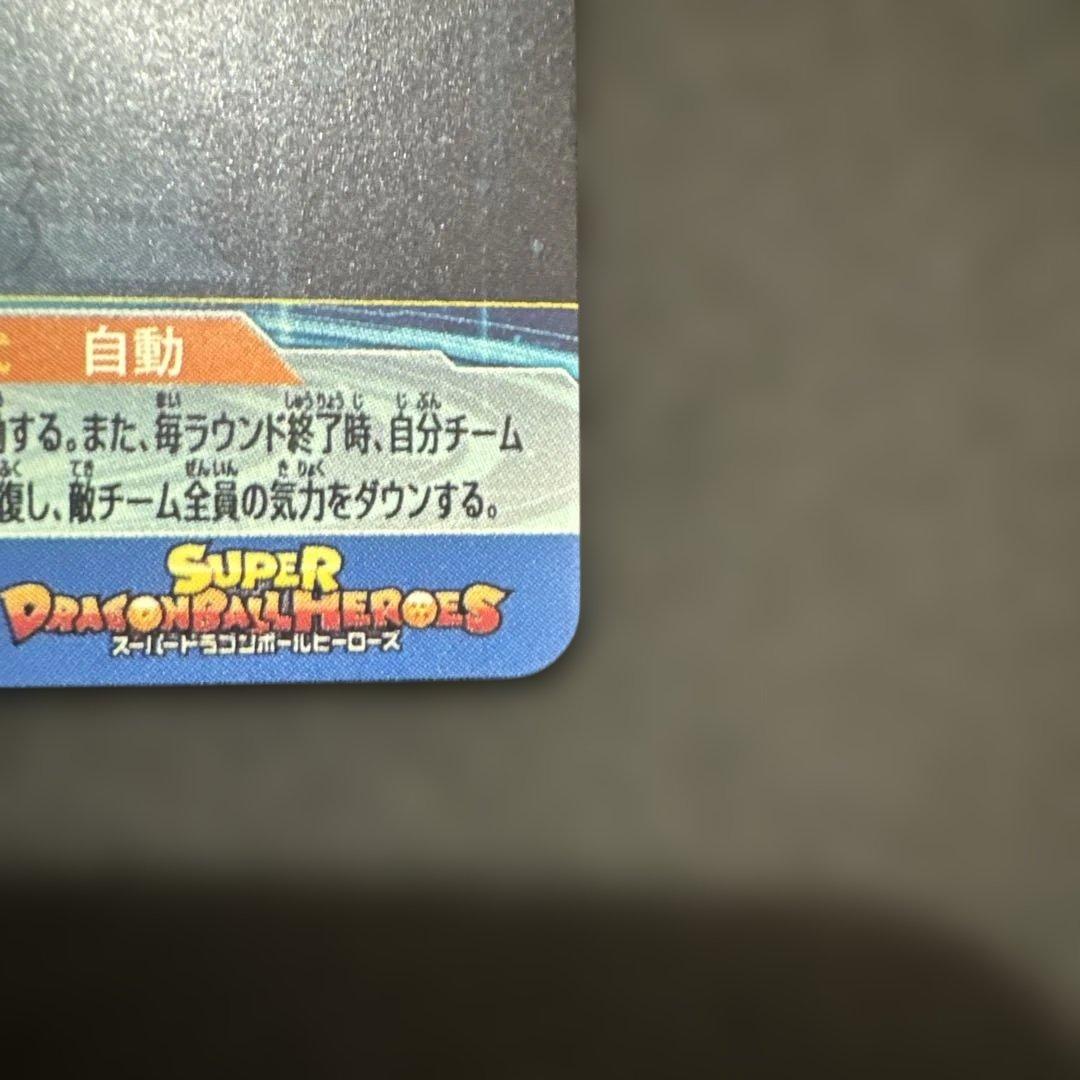 自動
する。また、毎ラウンド終了時、自分チーム
復し、敵チーム全員の気力をダウンする。
SUPER
DRAGONBALL HEROES
スーパードラゴンボールヒーローズ